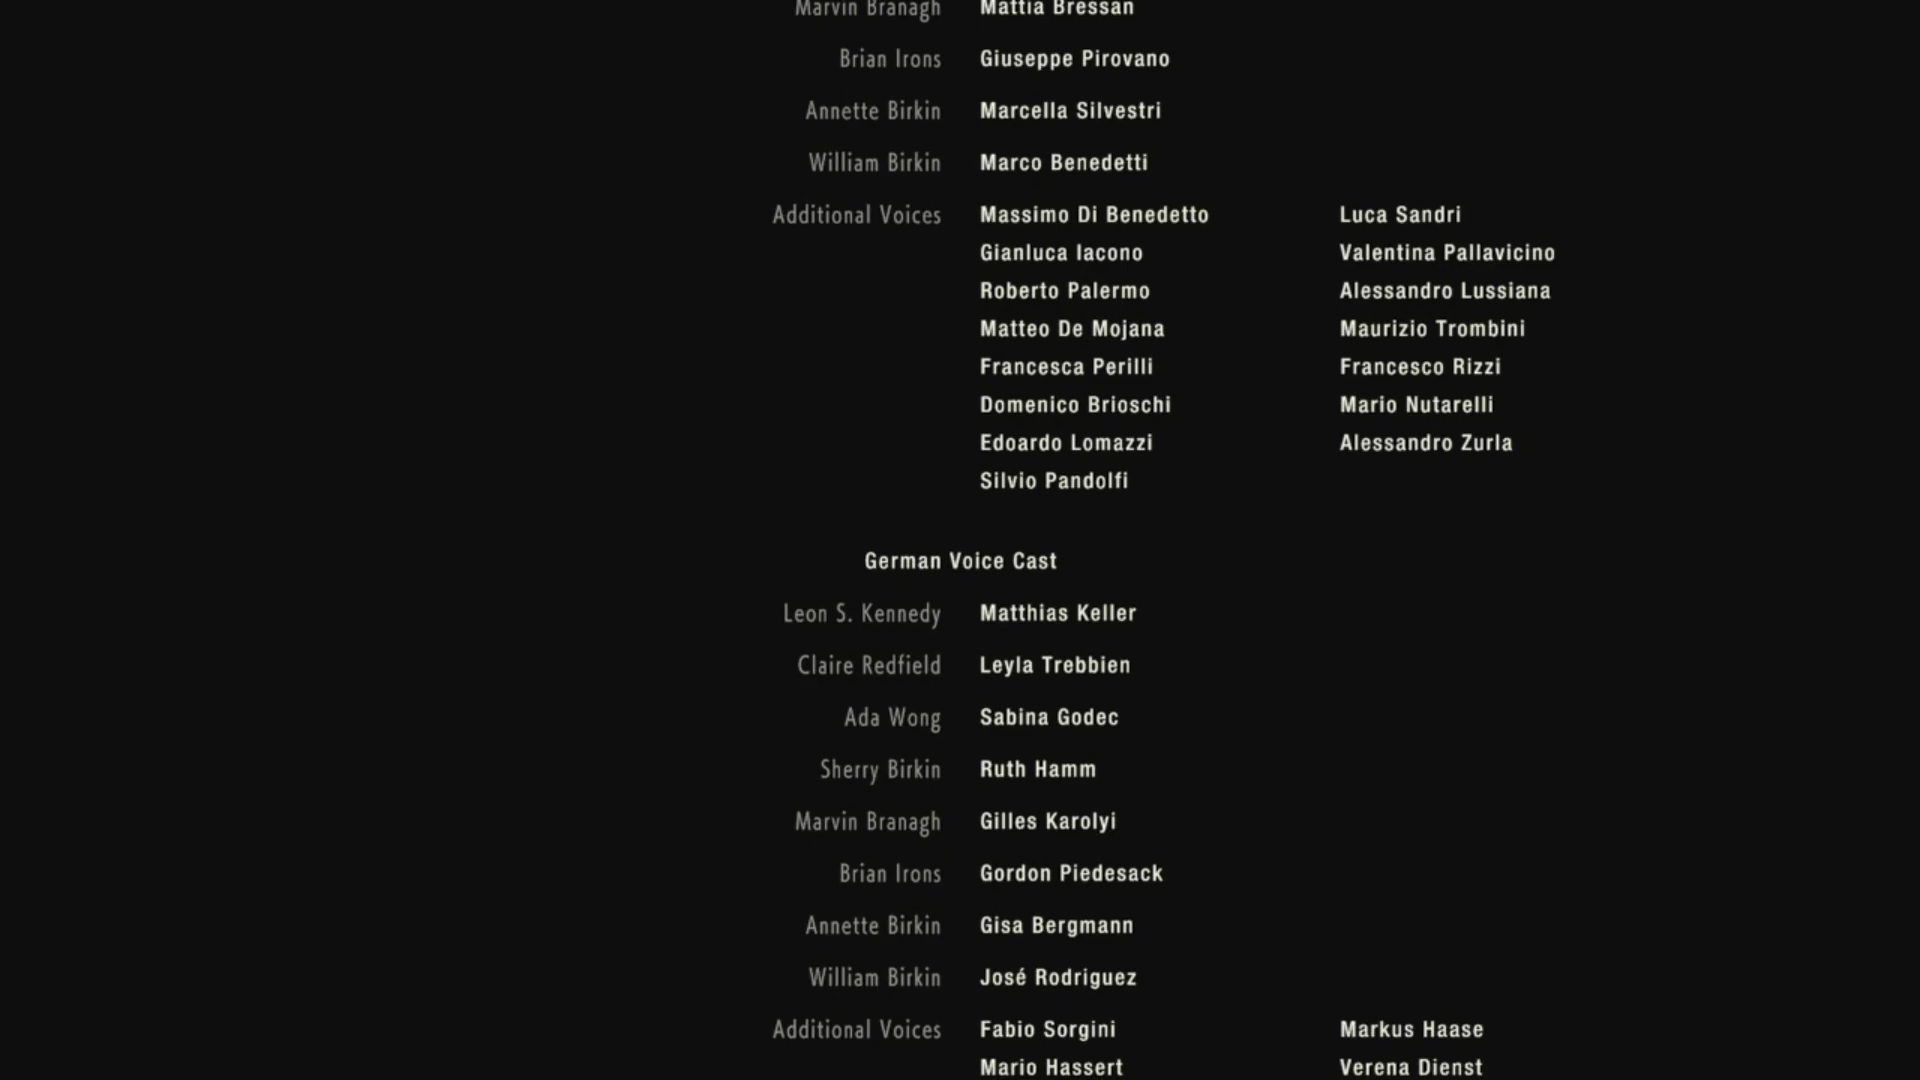 Marvin Branagh Mattia Bressan
Brian Irons Giuseppe Pirovano
Annette Birkin Marcella Silvestri
William Birkin Marco Benedetti
Additional Voices Massimo Di Benedetto Luca Sandri
Gianluca Iacono Valentina Pallavicino
Roberto Palermo Alessandro Lussiana
Matteo De Mojana Maurizio Trombini
Francesca Perilli Francesco Rizzi
Domenico Brioschi Mario Nutarelli
Edoardo Lomazzi Alessandro Zurla
Silvio Pandolfi
German Voice Cast
Leon S. Kennedy Matthias Keller
Claire Redfield Leyla Trebbien
Ada Wong Sabina Godec
Sherry Birkin Ruth Hamm
Marvin Branagh Gilles Karolyi
Brian Irons Gordon Piedesack
Annette Birkin Gisa Bergmann
William Birkin José Rodriguez
Additional Voices Fabio Sorgini Markus Haase
Mario Hassert Verena Dienst